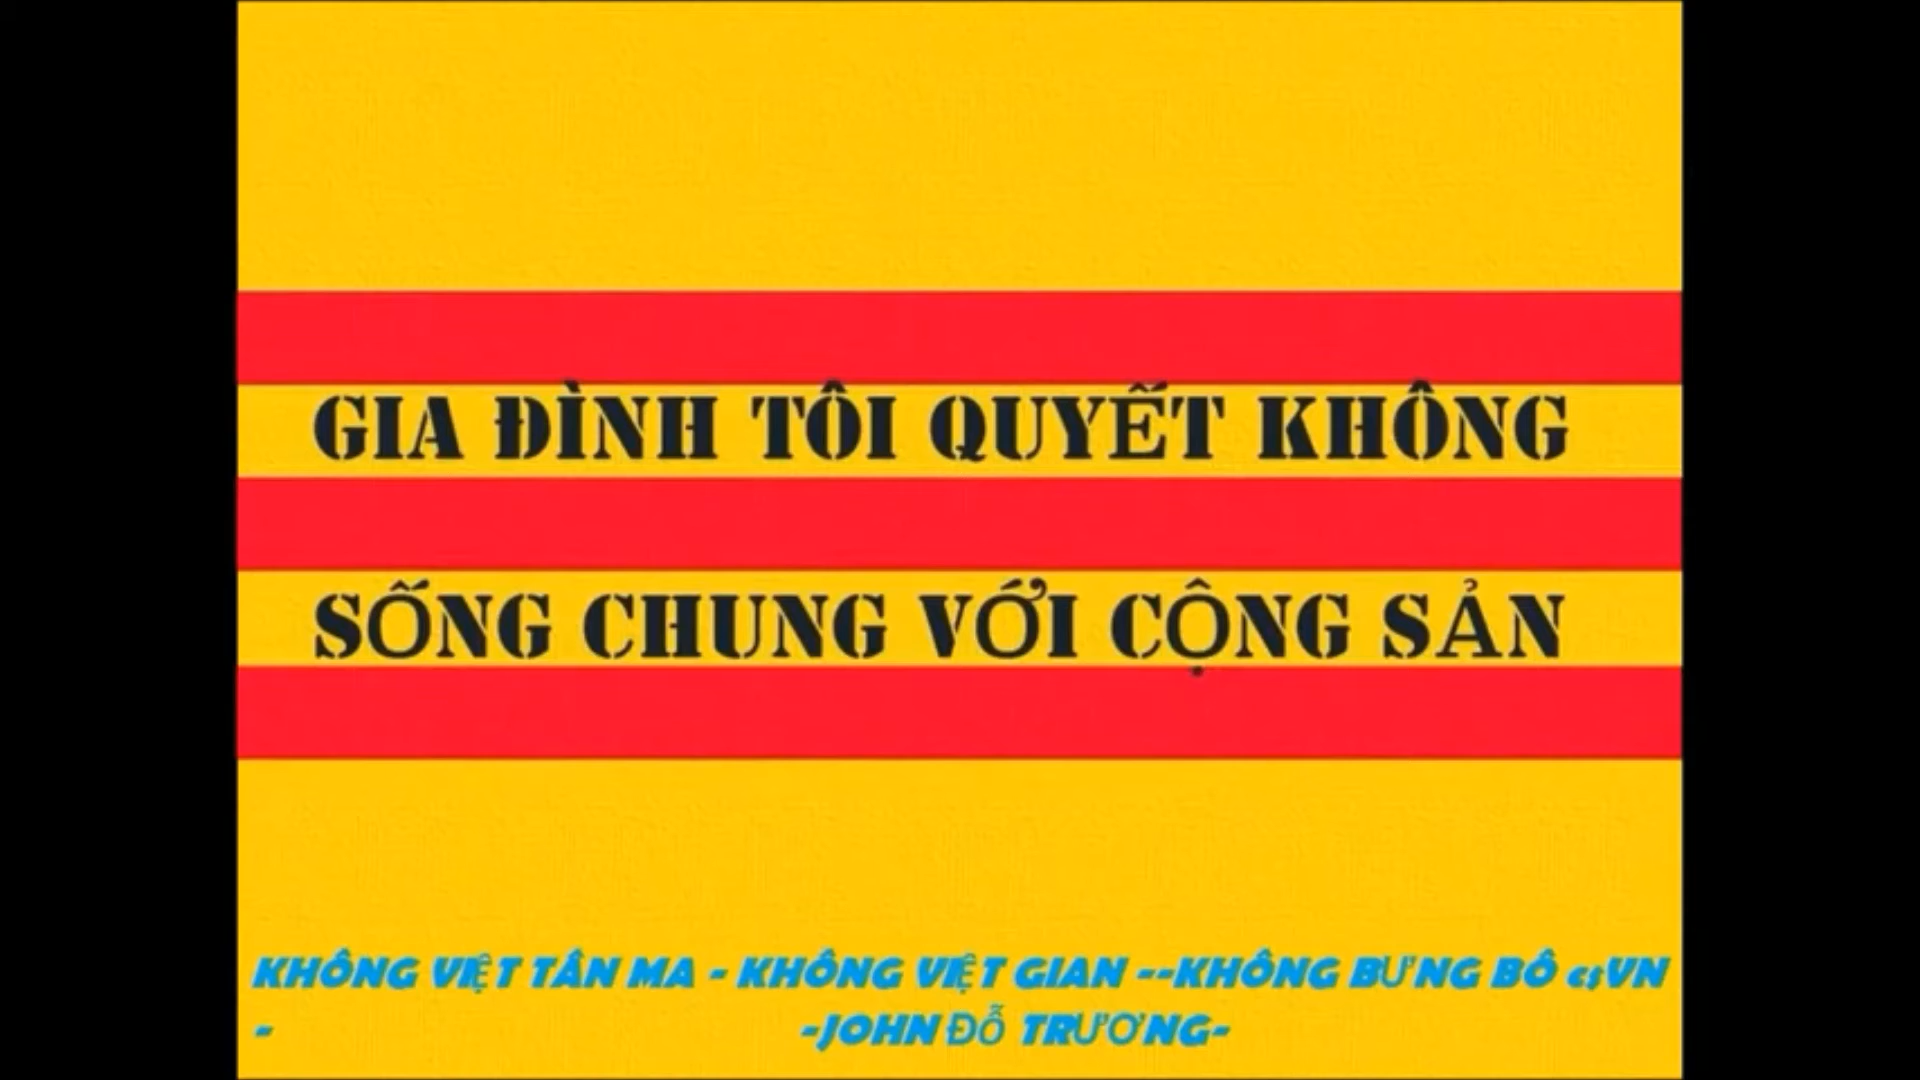 GIA ĐÌNH TÔI QUYẾT KHÔNG
SỐNG CHUNG VỚI CỘNG SẢN
KHÔNG VIỆT TÂN MA - KHÔNG VIỆT GIAN --KHÔNG BƯNG BÔ c$VN
- -JOHN ĐỖ TRƯƠNG-